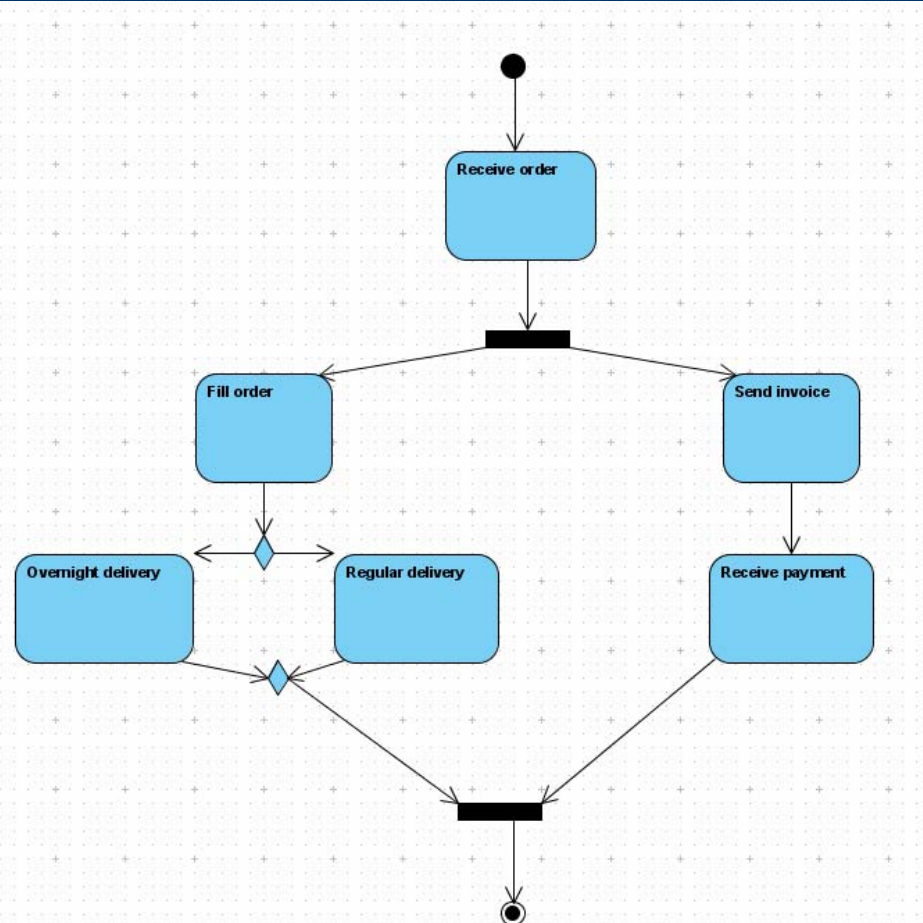 Receive order
Fill order
Send invoice
Overnight delivery
Regular delivery
Receive payment